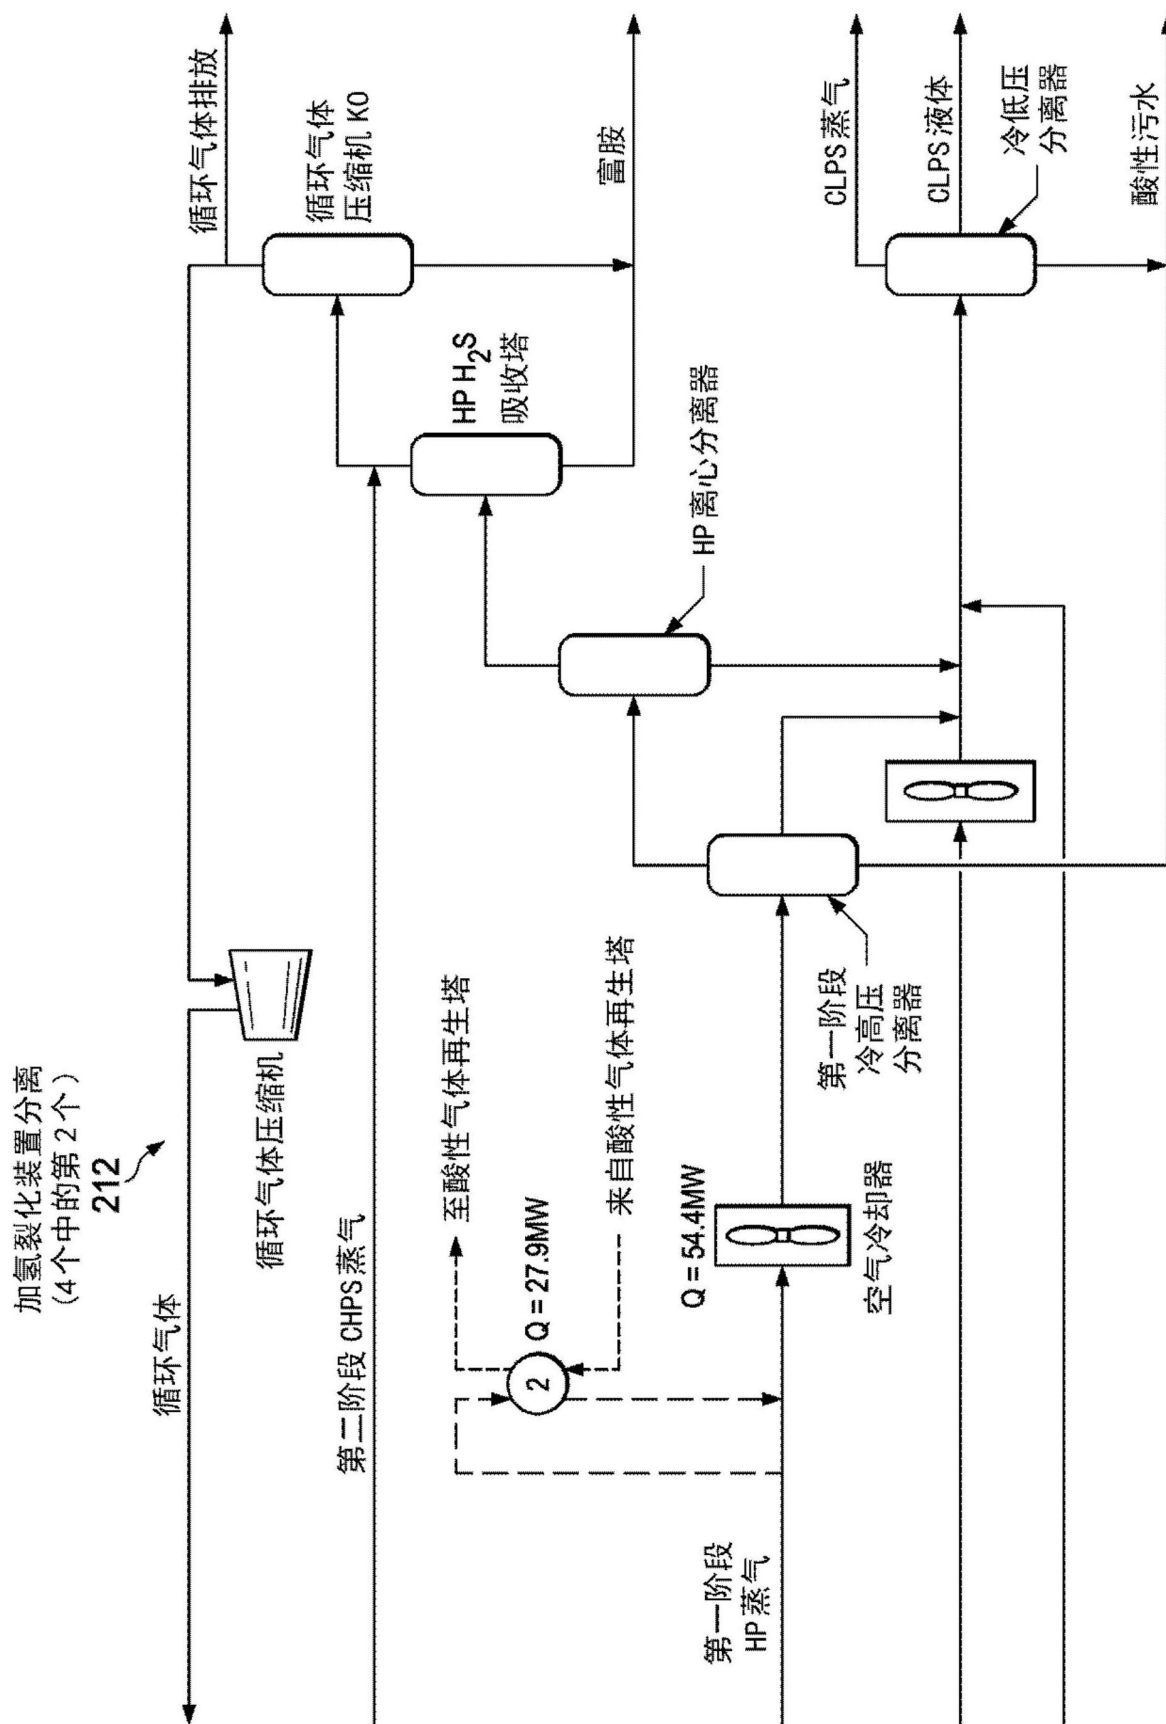 加氢裂化装置分离
(4个中的第2个)
212
循环气体排放
循环气体
压缩机 KO
循环气体压缩机
循环气体
第二阶段 CHPS 蒸气
HP H₂S
吸收塔
富胺
HP 离心分离器
至酸性气体再生塔
2
Q = 27.9MW
来自酸性气体再生塔
Q = 54.4MW
空气冷却器
第一阶段
HP 蒸气
第一阶段
冷高压
分离器
CLPS 蒸气
CLPS 液体
冷低压
分离器
酸性污水